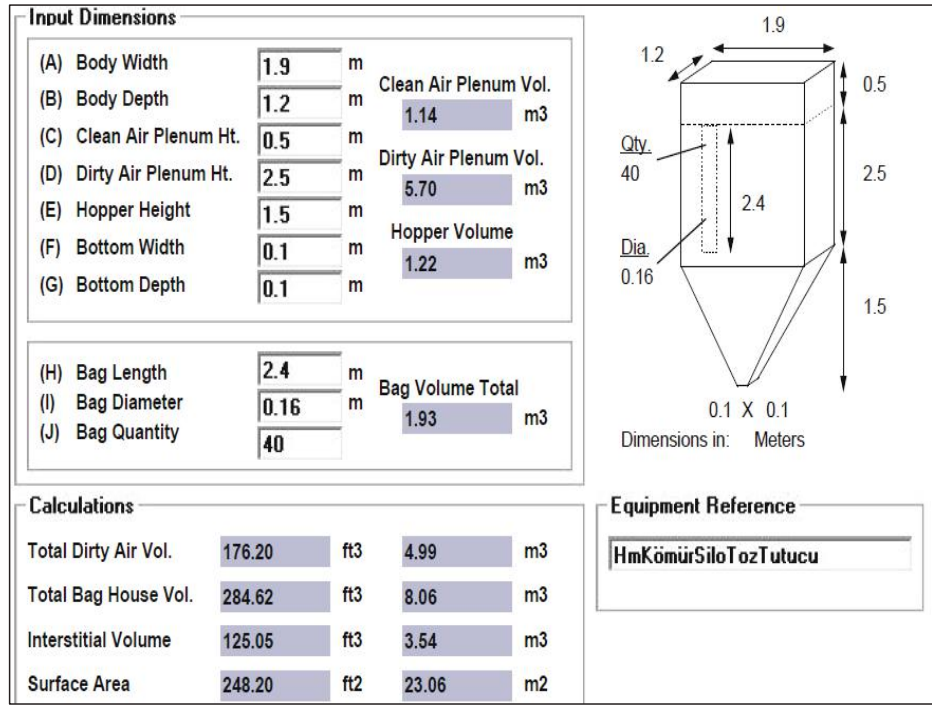 Input Dimensions
(A) Body Width 1.9 m
(B) Body Depth 1.2 m
(C) Clean Air Plenum Ht. 0.5 m
(D) Dirty Air Plenum Ht. 2.5 m
(E) Hopper Height 1.5 m
(F) Bottom Width 0.1 m
(G) Bottom Depth 0.1 m
Clean Air Plenum Vol.
1.14 m3
Dirty Air Plenum Vol.
5.70 m3
Hopper Volume
1.22 m3
(H) Bag Length 2.4 m
(I) Bag Diameter 0.16 m
(J) Bag Quantity 40
Bag Volume Total
1.93 m3
1.9
1.2
0.5
Qty.
40
2.5
2.4
Dia.
0.16
1.5
0.1 X 0.1
Dimensions in: Meters
Calculations
Total Dirty Air Vol. 176.20 ft3 4.99 m3
Total Bag House Vol. 284.62 ft3 8.06 m3
Interstitial Volume 125.05 ft3 3.54 m3
Surface Area 248.20 ft2 23.06 m2
Equipment Reference
HmKömürSiloTozTutucu